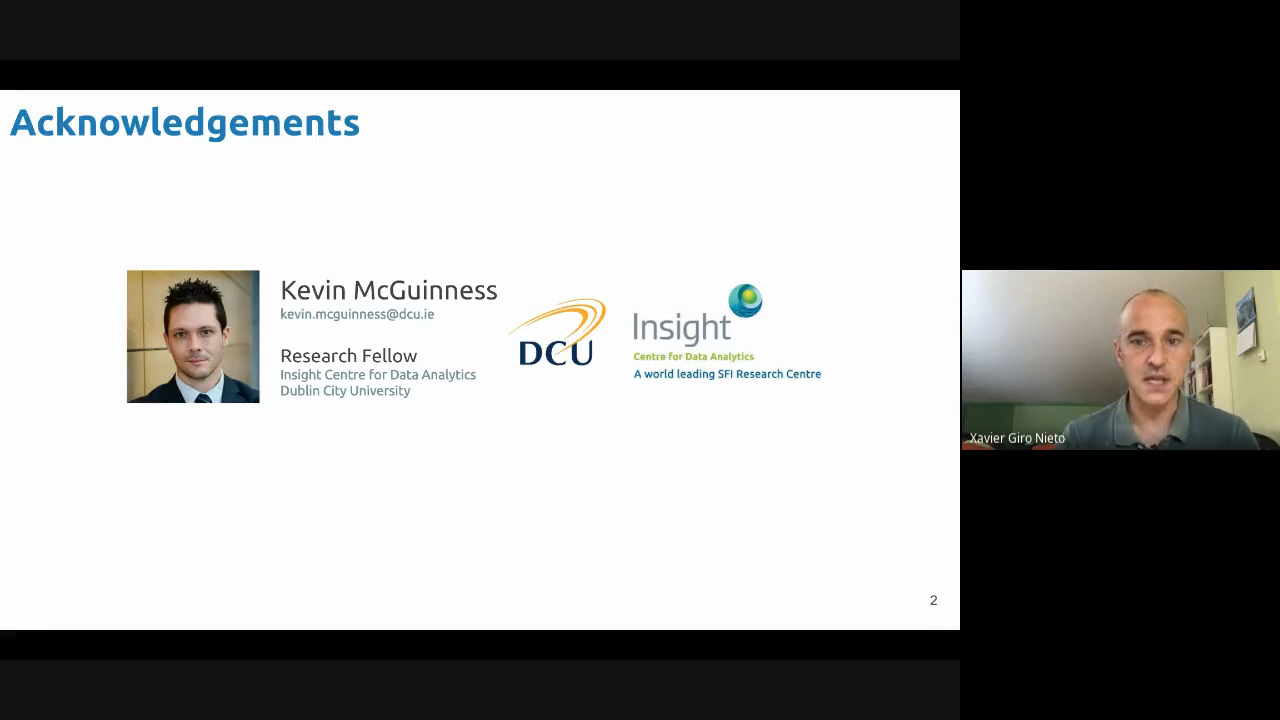 Acknowledgements
Kevin McGuinness
kevin.mcguinness@dcu.ie
Research Fellow
Insight Centre for Data Analytics
Dublin City University
DCU
Insight
Centre for Data Analytics
A world leading SFI Research Centre
Xavier Giro Nieto
2